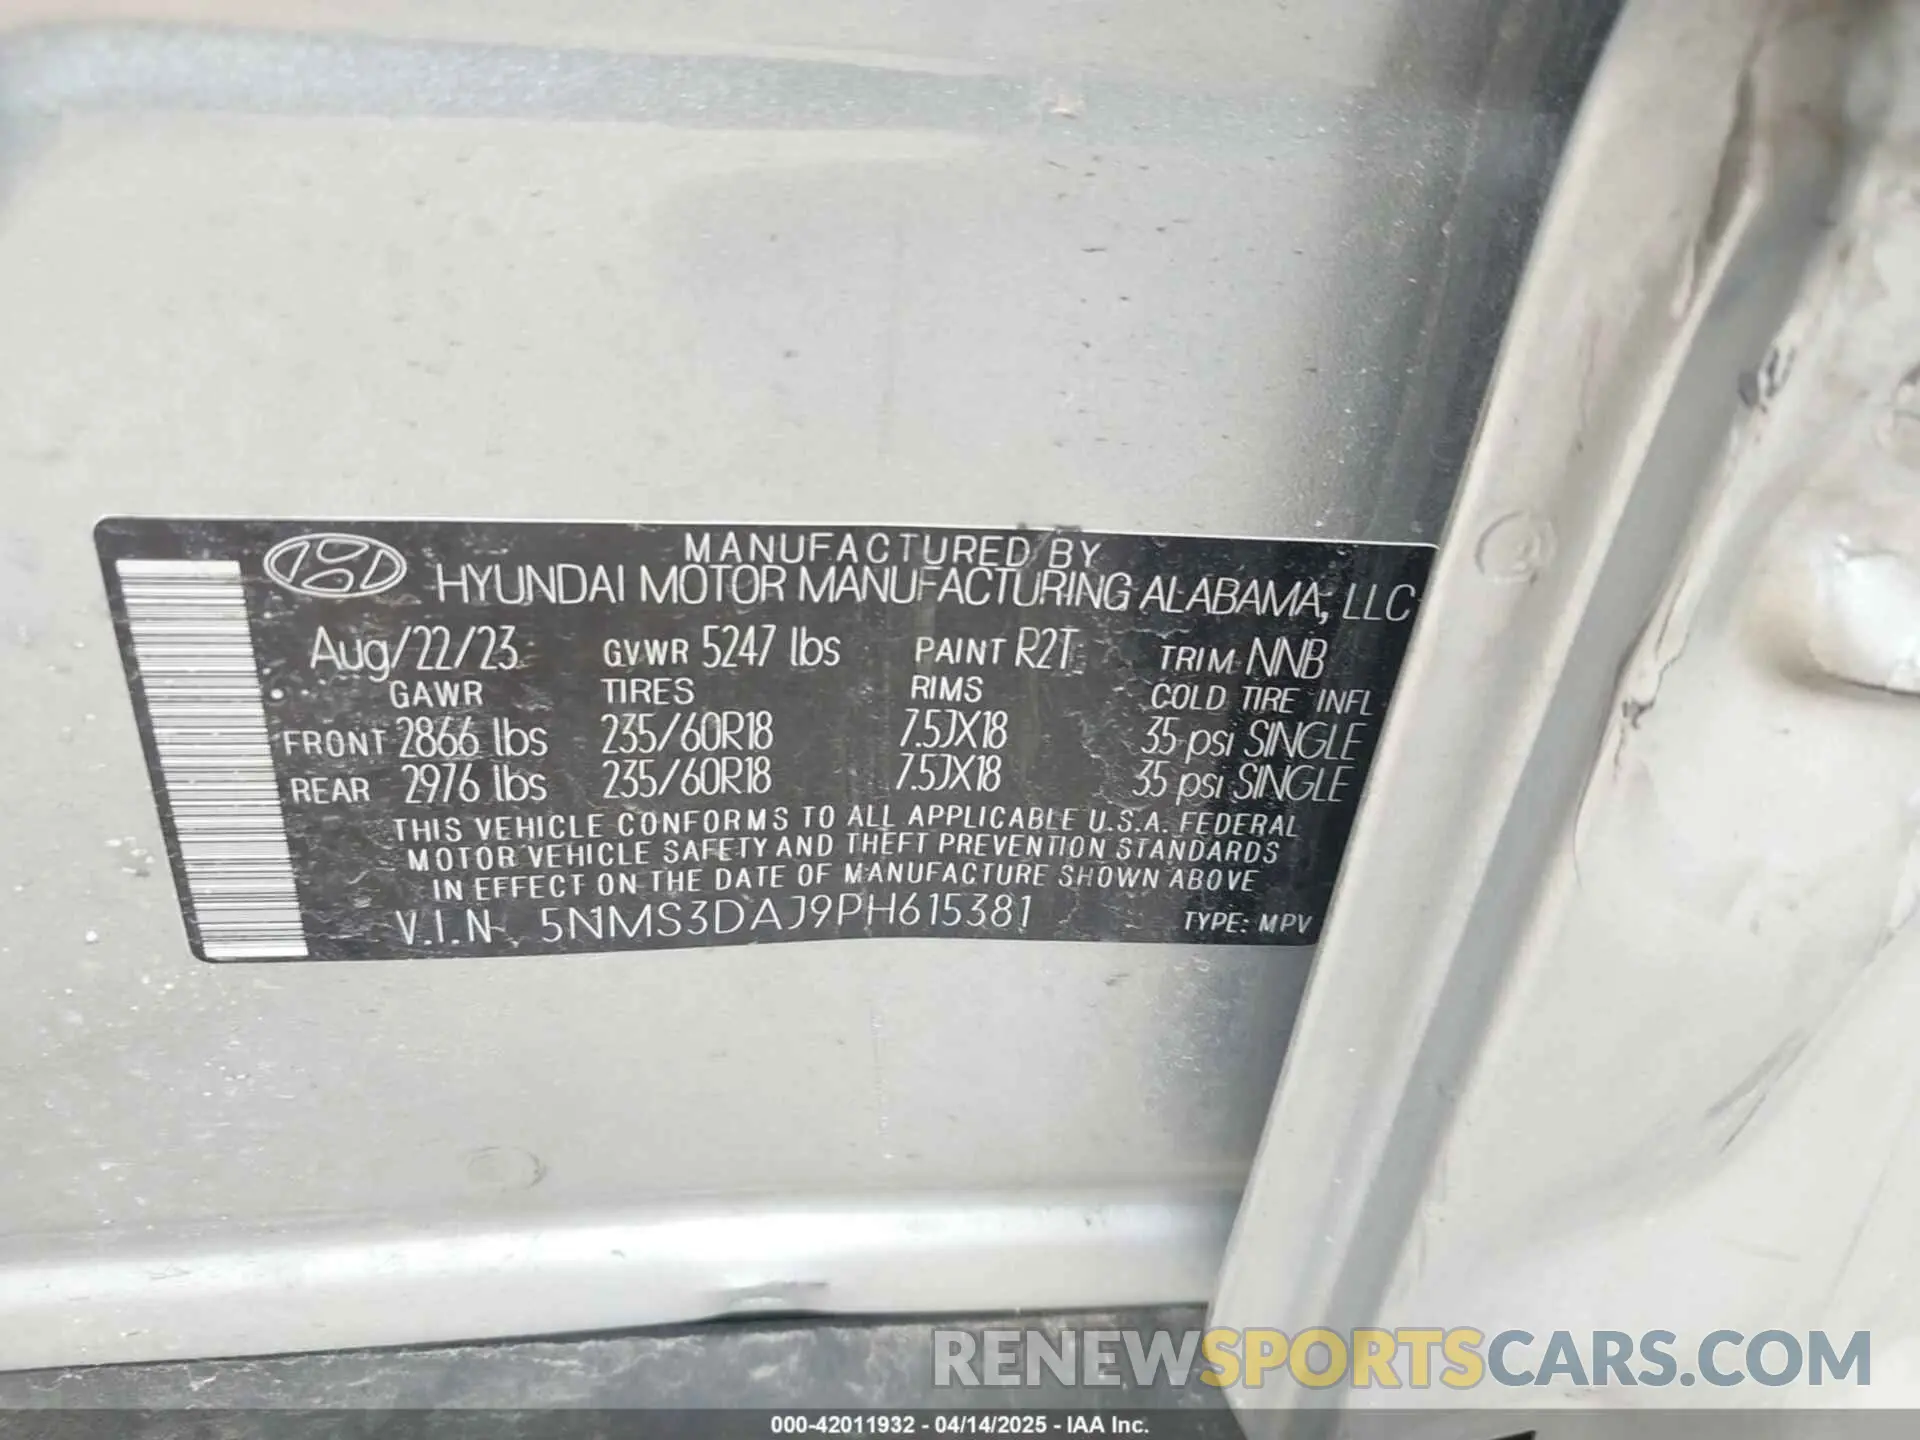 MANUFACTURED BY
HYUNDAI MOTOR MANUFACTURING ALABAMA, LLC
Aug/22/23 GVWR 5247 lbs PAINT R2T TRIM NNB
GAWR TIRES RIMS COLD TIRE INFL
FRONT 2866 lbs 235/60R18 7.5JX18 35 psi SINGLE
REAR 2976 lbs 235/60R18 7.5JX18 35 psi SINGLE
THIS VEHICLE CONFORMS TO ALL APPLICABLE U.S.A. FEDERAL
MOTOR VEHICLE SAFETY AND THEFT PREVENTION STANDARDS
IN EFFECT ON THE DATE OF MANUFACTURE SHOWN ABOVE
V.I.N. 5NMS3DAJ9PH615381 TYPE: MPV
RENEWSPORTSCARS.COM
000-42011932 - 04/14/2025 - IAA Inc.